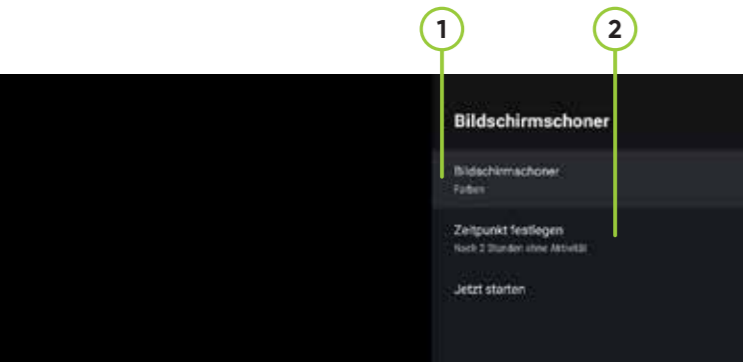 1 2
Bildschirmschoner
Bildschirmschoner
Farben
Zeitpunkt festlegen
Nach 2 Stunden ohne Aktivität
Jetzt starten